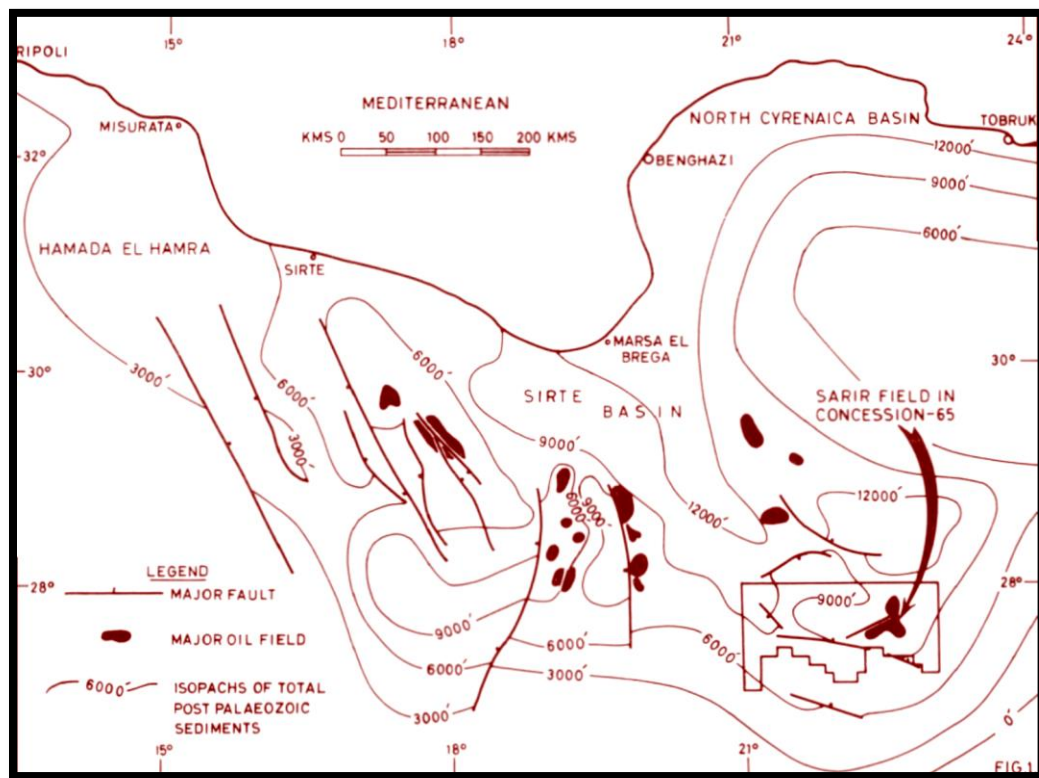 15°
18°
21°
24°
RIPOLI
MISURATA
MEDITERRANEAN
KMS 0 50 100 150 200 KMS
NORTH CYRENAICA BASIN
TOBRUK
32°
BENGHAZI
12000'
9000'
6000'
HAMADA EL HAMRA
SIRTE
MARSA EL
BREGA
30°
30°
3000'
6000'
6000'
3000'
SIRTE
BASIN
SARIR FIELD IN
CONCESSION-65
9000'
6000'
9000'
12000'
12000'
28°
28°
LEGEND
MAJOR FAULT
MAJOR OIL FIELD
6000'
ISOPACHS OF TOTAL
POST PALAEOZOIC
SEDIMENTS
9000'
6000'
3000'
6000'
3000'
9000'
6000'
0'
15°
18°
21°
FIG.1